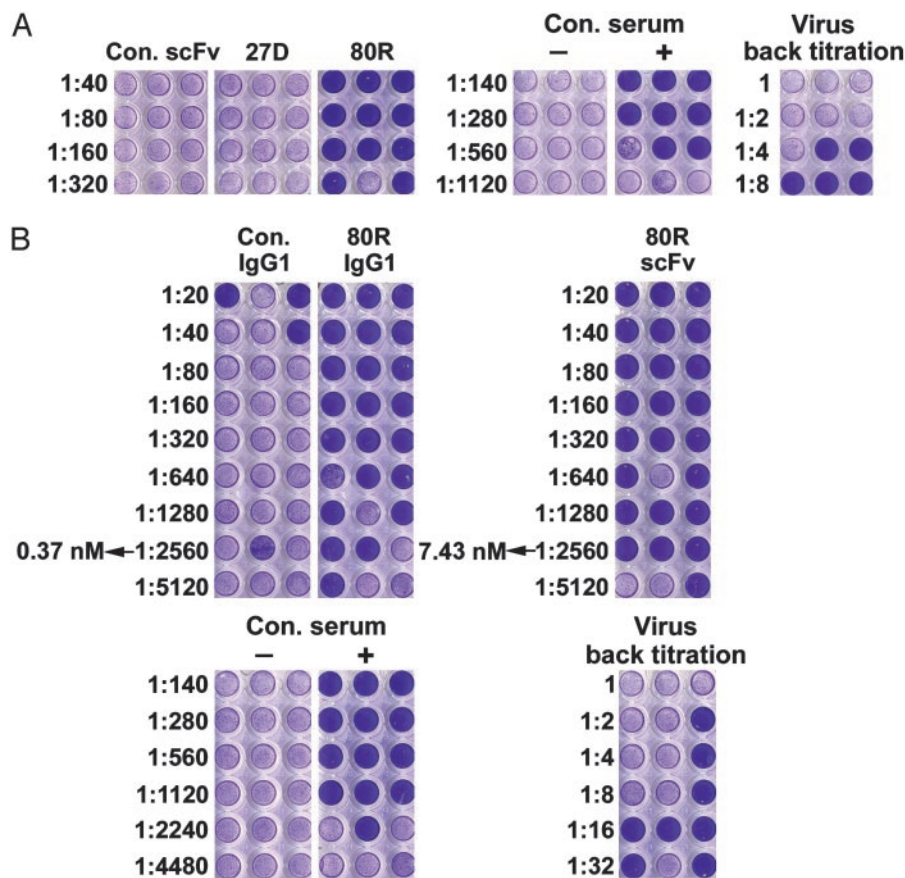 A
Con. scFv 27D 80R
1:40
1:80
1:160
1:320
Con. serum
– +
1:140
1:280
1:560
1:1120
Virus
back titration
1
1:2
1:4
1:8
B
Con. IgG1
80R IgG1
1:20
1:40
1:80
1:160
1:320
1:640
1:1280
0.37 nM 1:2560
1:5120
80R
scFv
1:20
1:40
1:80
1:160
1:320
1:640
1:1280
7.43 nM 1:2560
1:5120
Con. serum
– +
1:140
1:280
1:560
1:1120
1:2240
1:4480
Virus
back titration
1
1:2
1:4
1:8
1:16
1:32